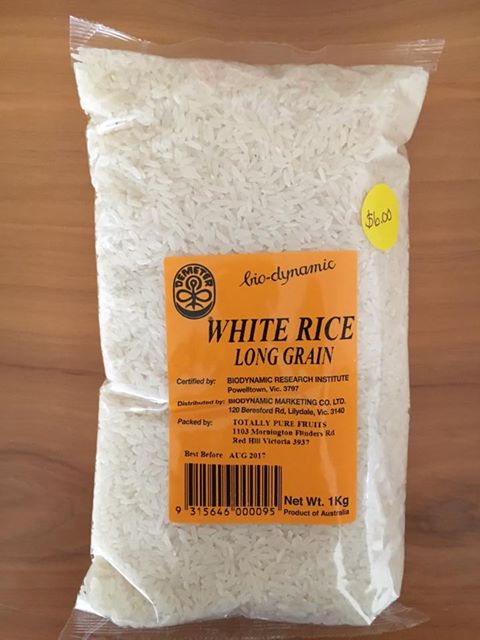 $6.00
bio-dynamic
DEMETER
®
WHITE RICE
LONG GRAIN
Certified by: BIODYNAMIC RESEARCH INSTITUTE
Powelltown, Vic. 3797
Distributed by: BIODYNAMIC MARKETING CO. LTD.
120 Beresford Rd, Lilydale, Vic. 3140
Packed by: TOTALLY PURE FRUITS
1103 Mornington Flinders Rd
Red Hill Victoria 3937
Best Before AUG 2017
Net Wt. 1Kg
9 315646 000095
Product of Australia